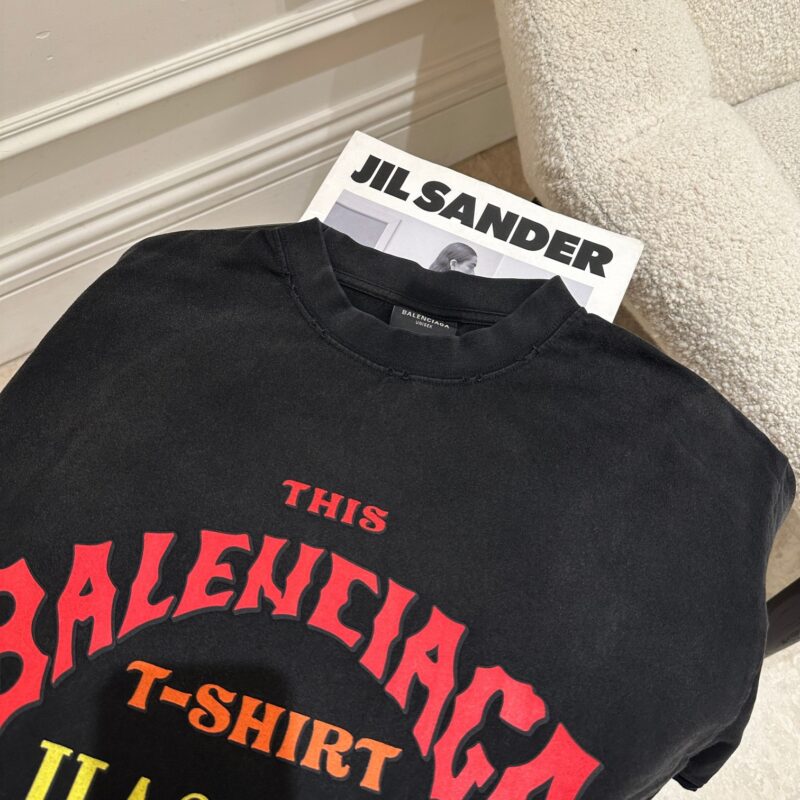 JIL SANDER
BALENCIAGA
UNISEX
THIS
BALENCIAGA
T-SHIRT